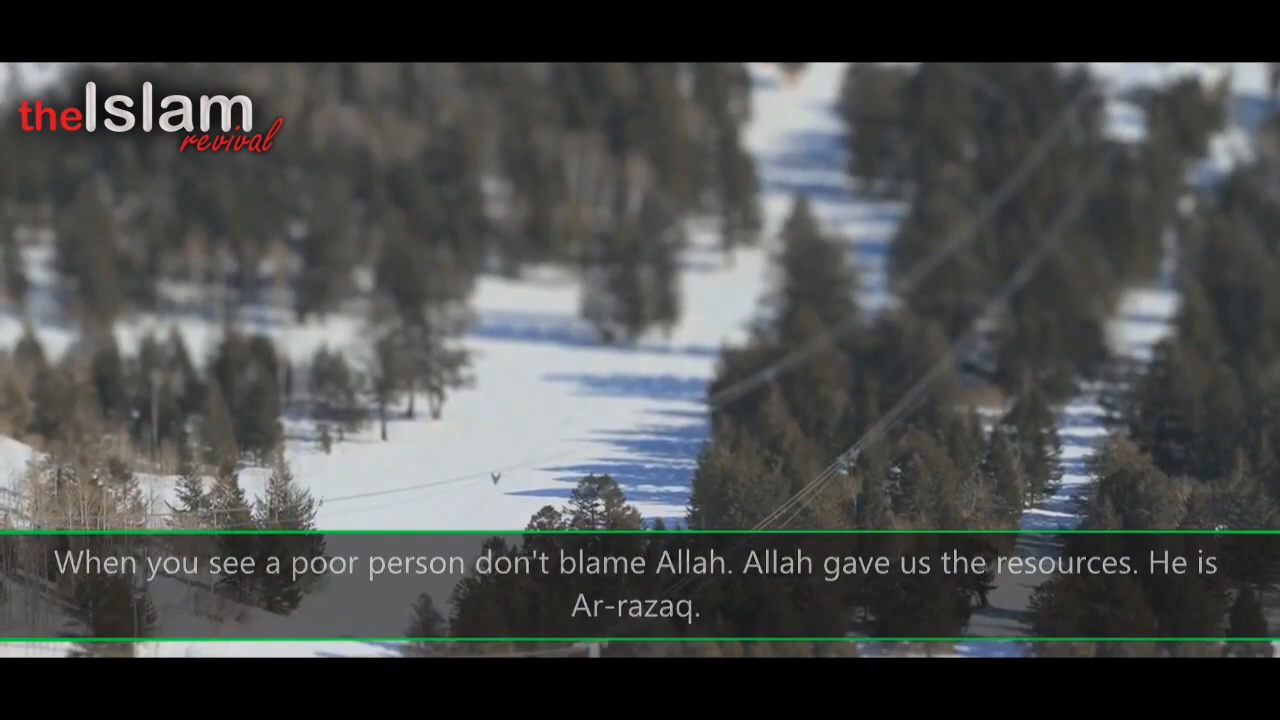 theIslam
revival
When you see a poor person don't blame Allah. Allah gave us the resources. He is
Ar-razaq.